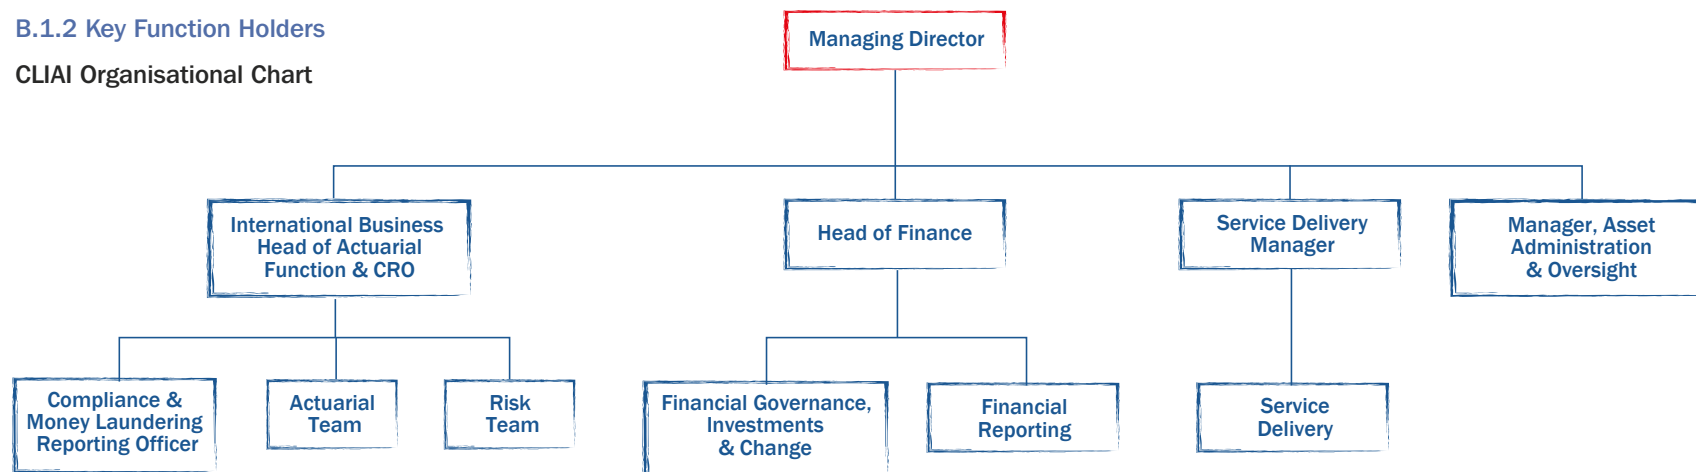 B.1.2 Key Function Holders
CLIAI Organisational Chart
Managing Director
International Business
Head of Actuarial
Function & CRO
Head of Finance
Service Delivery
Manager
Manager, Asset
Administration
& Oversight
Compliance &
Money Laundering
Reporting Officer
Actuarial
Team
Risk
Team
Financial Governance,
Investments
& Change
Financial
Reporting
Service
Delivery